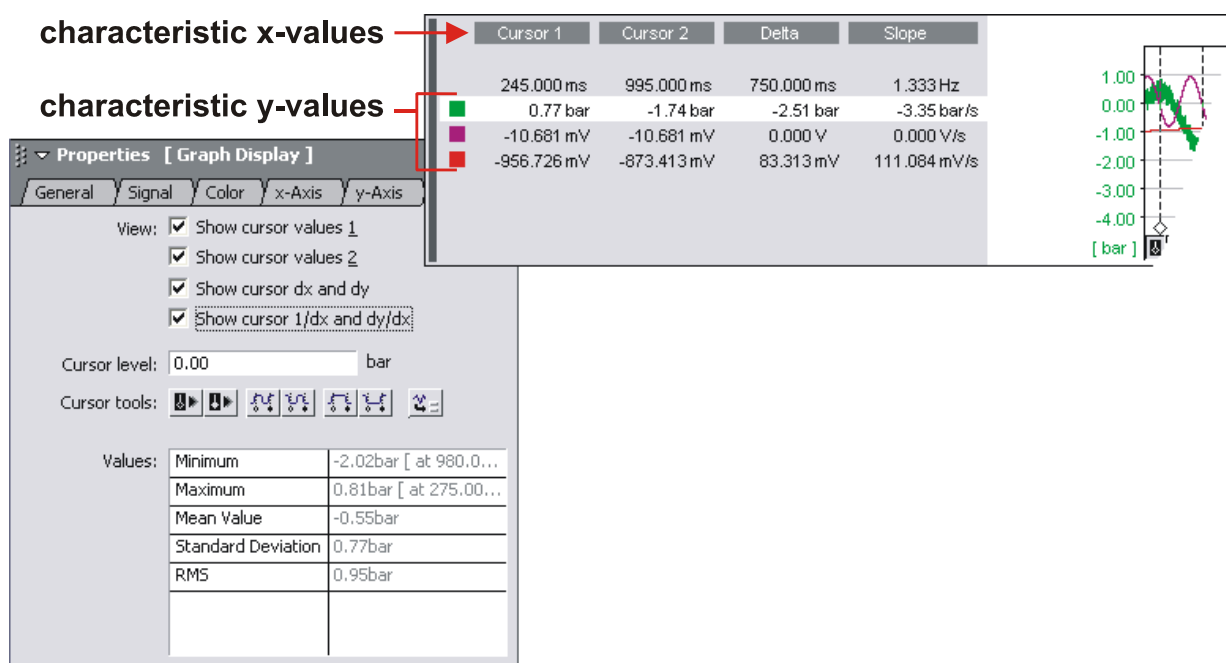 characteristic x-values
Cursor 1 Cursor 2 Delta Slope
245.000 ms 995.000 ms 750.000 ms 1.333 Hz
characteristic y-values
0.77 bar -1.74 bar -2.51 bar -3.35 bar/s
-10.681 mV -10.681 mV 0.000 V 0.000 V/s
-956.726 mV -873.413 mV 83.313 mV 111.084 mV/s
1.00
0.00
-1.00
-2.00
-3.00
-4.00
[ bar ]
Properties [ Graph Display ]
General Signal Color x-Axis y-Axis
View: Show cursor values 1
Show cursor values 2
Show cursor dx and dy
Show cursor 1/dx and dy/dx
Cursor level: 0.00 bar
Cursor tools:
Values: Minimum -2.02bar [ at 980.0...
Maximum 0.81bar [ at 275.00...
Mean Value -0.55bar
Standard Deviation 0.77bar
RMS 0.95bar